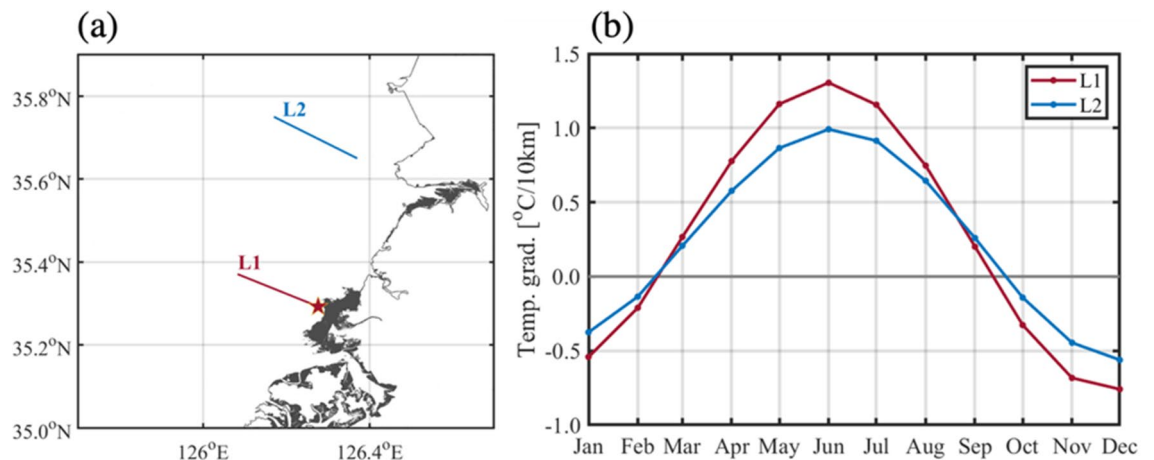 (a)
35.8°N
35.6°N
35.4°N
35.2°N
35.0°N
126°E
126.4°E
L2
L1
(b)
Temp. grad. [°C/10km]
1.5
1.0
0.5
0.0
-0.5
-1.0
Jan Feb Mar Apr May Jun Jul Aug Sep Oct Nov Dec
L1
L2